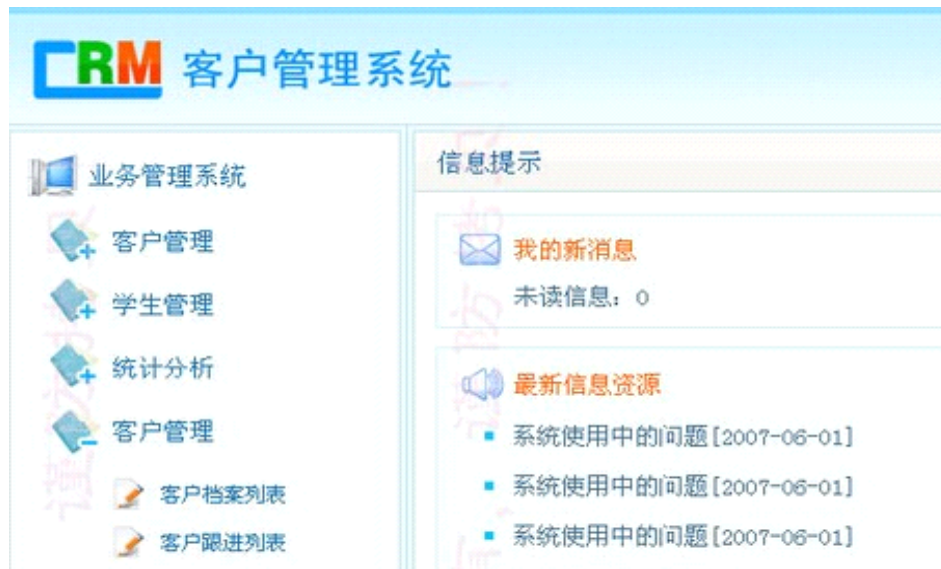 CRM 客户管理系统
业务管理系统
客户管理
学生管理
统计分析
客户管理
客户档案列表
客户跟进列表
信息提示
我的新消息
未读信息：0
最新信息资源
系统使用中的问题[2007-06-01]
系统使用中的问题[2007-06-01]
系统使用中的问题[2007-06-01]